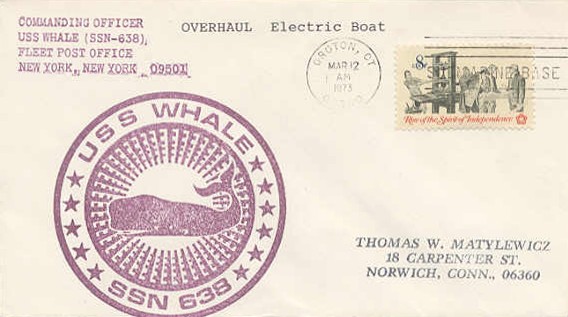 COMMANDING OFFICER
USS WHALE (SSN-638),
FLEET POST OFFICE
NEW YORK, NEW YORK 09501
OVERHAUL Electric Boat
GROTON, CT
MAR 12
AM
1973
SUBMARINE BASE
8c
Rise of the Spirit of Independence
USS WHALE
SSN 638
THOMAS W. MATYLEWICZ
18 CARPENTER ST.
NORWICH, CONN., 06360